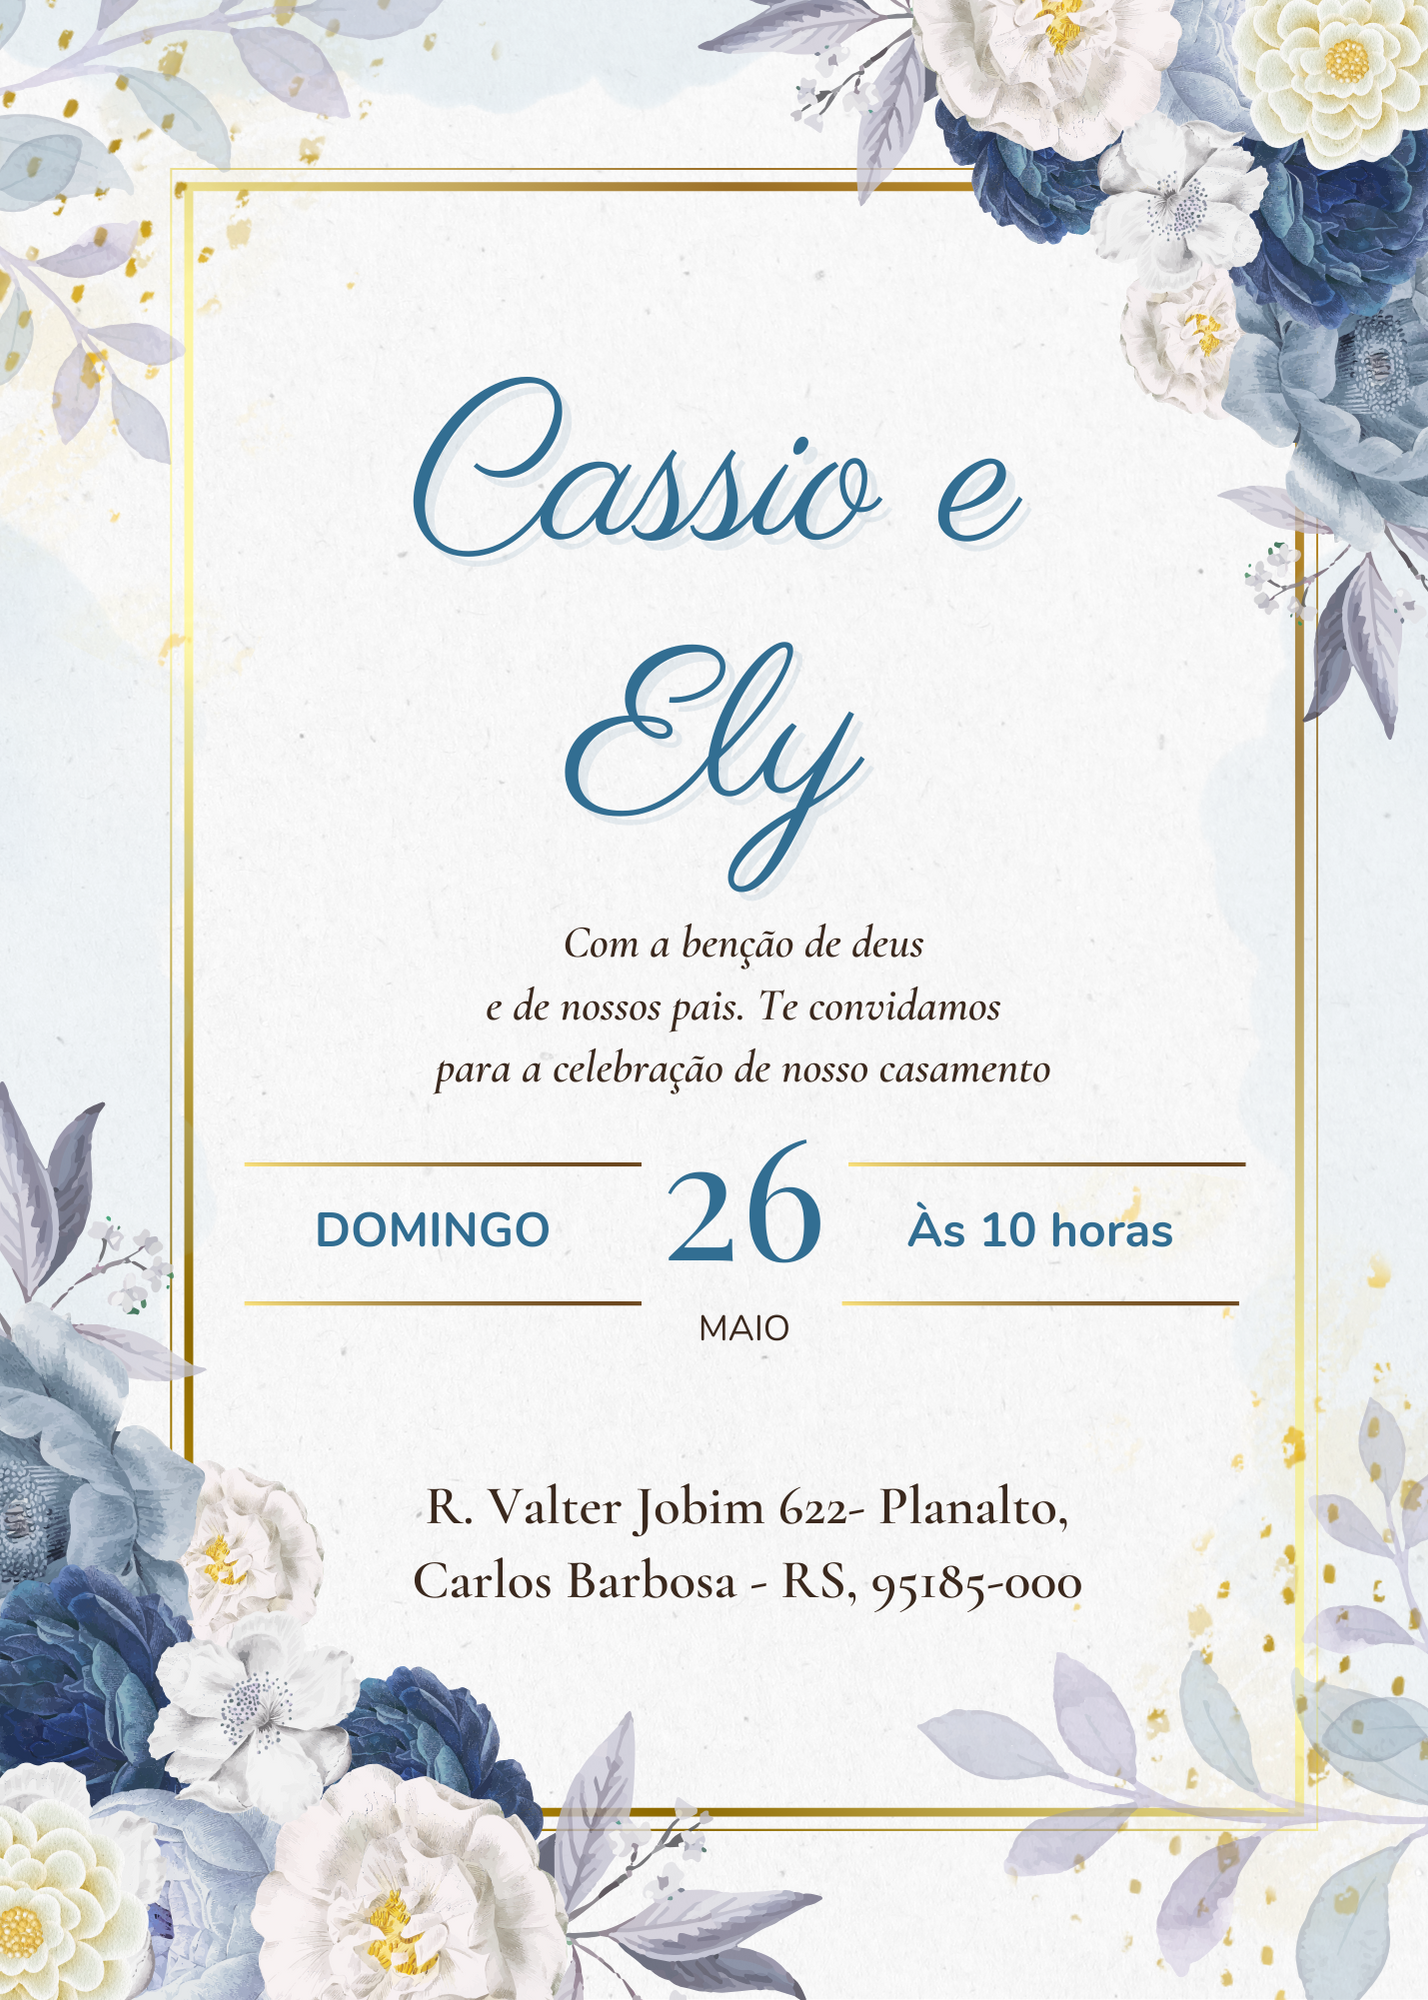 Cassio e
Ely
Com a benção de deus
e de nossos pais. Te convidamos
para a celebração de nosso casamento
DOMINGO
26
Às 10 horas
MAIO
R. Valter Jobim 622- Planalto,
Carlos Barbosa - RS, 95185-000